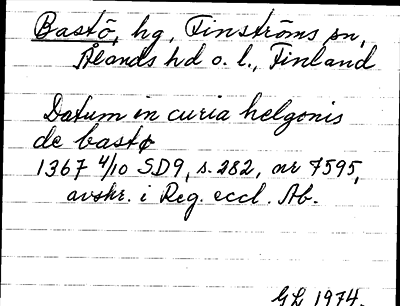 Bastö, hg, Finströms sn,
Ålands hd o. l., Finland
Datum in curia helgonis
de bastø
1367 4/10 SD9, s. 282, nr 7595,
avskr. i Reg. eccl. Ab.
GL 1974.